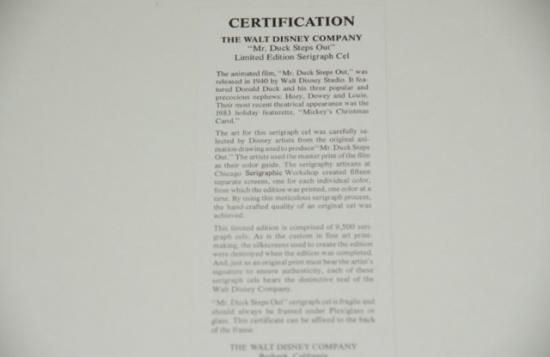 CERTIFICATION
THE WALT DISNEY COMPANY
"Mr. Duck Steps Out"
Limited Edition Serigraph Cel
The animated film, "Mr. Duck Steps Out," was
released in 1940 by Walt Disney Studio. It fea-
tured Donald Duck and his three popular and
precocious nephews: Huey, Dewey and Louie.
Their most recent theatrical appearance was the
1983 holiday featurette, "Mickey's Christmas
Carol."
The art for this serigraph cel was carefully se-
lected by Disney artists from the original ani-
mation drawing used to produce "Mr. Duck Steps
Out." The artists used the master print of the film
as their color guide. The serigraphy artisans at
Chicago Serigraphic Workshop created fifteen
separate screens, one for each individual color,
from which the edition was printed, one color at a
time. By using this meticulous serigraph process,
the hand-crafted quality of an original cel was
achieved.
This limited edition is comprised of 9,500 seri-
graph cels. As is the custom in fine art print-
making, the silkscreens used to create the edition
were destroyed when the edition was completed.
And, just as an original print must bear the artist's
signature to ensure authenticity, each of these
serigraph cels bears the distinctive seal of the
Walt Disney Company.
"Mr. Duck Steps Out" serigraph cel is fragile and
should always be framed under Plexiglass or
glass. This certificate can be affixed to the back
of the frame.
THE WALT DISNEY COMPANY
Burbank, California